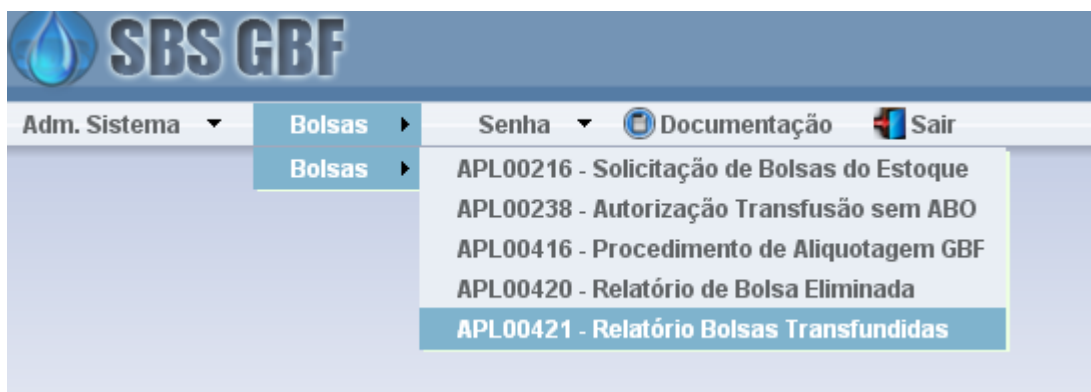 SBS GBF
Adm. Sistema Bolsas Senha Documentação Sair
Bolsas APL00216 - Solicitação de Bolsas do Estoque
APL00238 - Autorização Transfusão sem ABO
APL00416 - Procedimento de Aliquotagem GBF
APL00420 - Relatório de Bolsa Eliminada
APL00421 - Relatório Bolsas Transfundidas